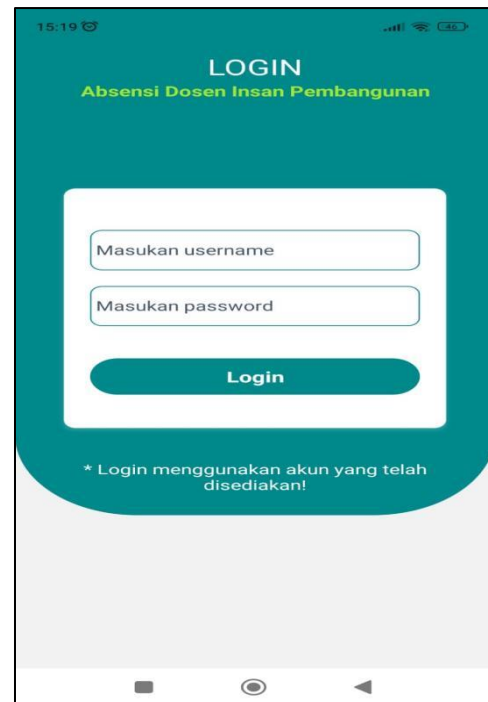 15:19
46
LOGIN
Absensi Dosen Insan Pembangunan
Masukan username
Masukan password
Login
* Login menggunakan akun yang telah
disediakan!